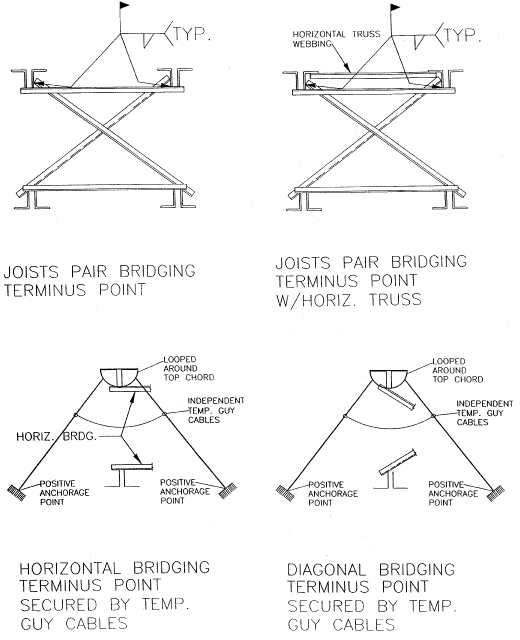 TYP.
JOISTS PAIR BRIDGING
TERMINUS POINT
HORIZONTAL TRUSS
WEBBING
TYP.
JOISTS PAIR BRIDGING
TERMINUS POINT
W/HORIZ. TRUSS
LOOPED
AROUND
TOP CHORD
INDEPENDENT
TEMP. GUY
CABLES
HORIZ. BRDG.
POSITIVE
ANCHORAGE
POINT
POSITIVE
ANCHORAGE
POINT
HORIZONTAL BRIDGING
TERMINUS POINT
SECURED BY TEMP.
GUY CABLES
LOOPED
AROUND
TOP CHORD
INDEPENDENT
TEMP. GUY
CABLES
POSITIVE
ANCHORAGE
POINT
POSITIVE
ANCHORAGE
POINT
DIAGONAL BRIDGING
TERMINUS POINT
SECURED BY TEMP.
GUY CABLES